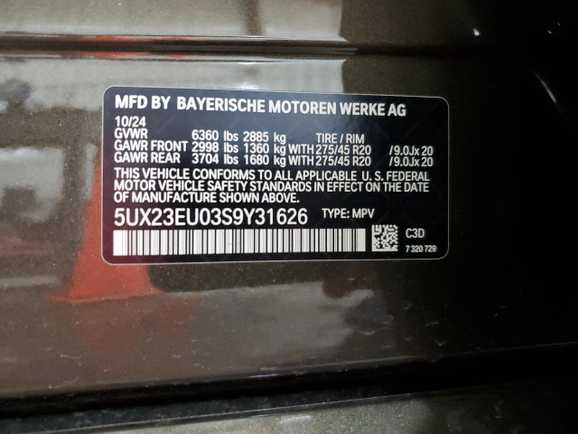 MFD BY BAYERISCHE MOTOREN WERKE AG
10/24
GVWR 6360 lbs 2885 kg TIRE / RIM
GAWR FRONT 2998 lbs 1360 kg WITH 275/45 R20 /9.0Jx 20
GAWR REAR 3704 lbs 1680 kg WITH 275/45 R20 /9.0Jx 20
THIS VEHICLE CONFORMS TO ALL APPLICABLE U. S. FEDERAL
MOTOR VEHICLE SAFETY STANDARDS IN EFFECT ON THE DATE
OF MANUFACTURE SHOWN ABOVE.
5UX23EU03S9Y31626 TYPE: MPV
C3D
7 320 729